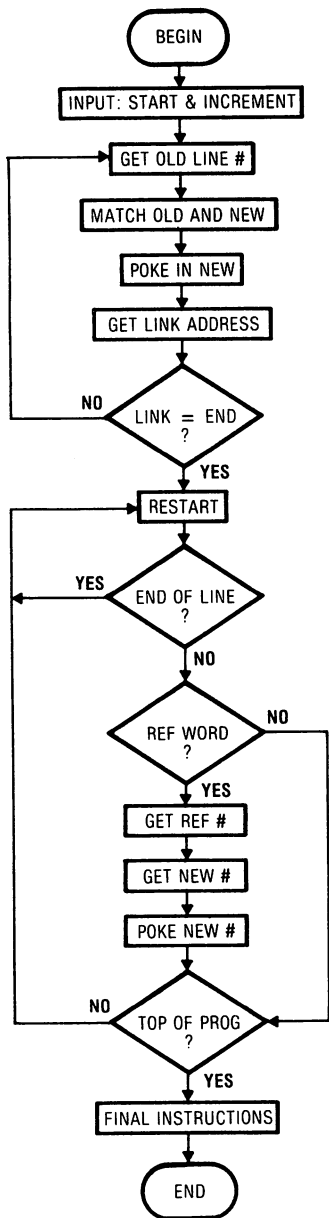 BEGIN
INPUT: START & INCREMENT
GET OLD LINE #
MATCH OLD AND NEW
POKE IN NEW
GET LINK ADDRESS
NO
LINK = END
?
YES
RESTART
YES
END OF LINE
?
NO
NO
REF WORD
?
YES
GET REF #
GET NEW #
POKE NEW #
NO
TOP OF PROG
?
YES
FINAL INSTRUCTIONS
END